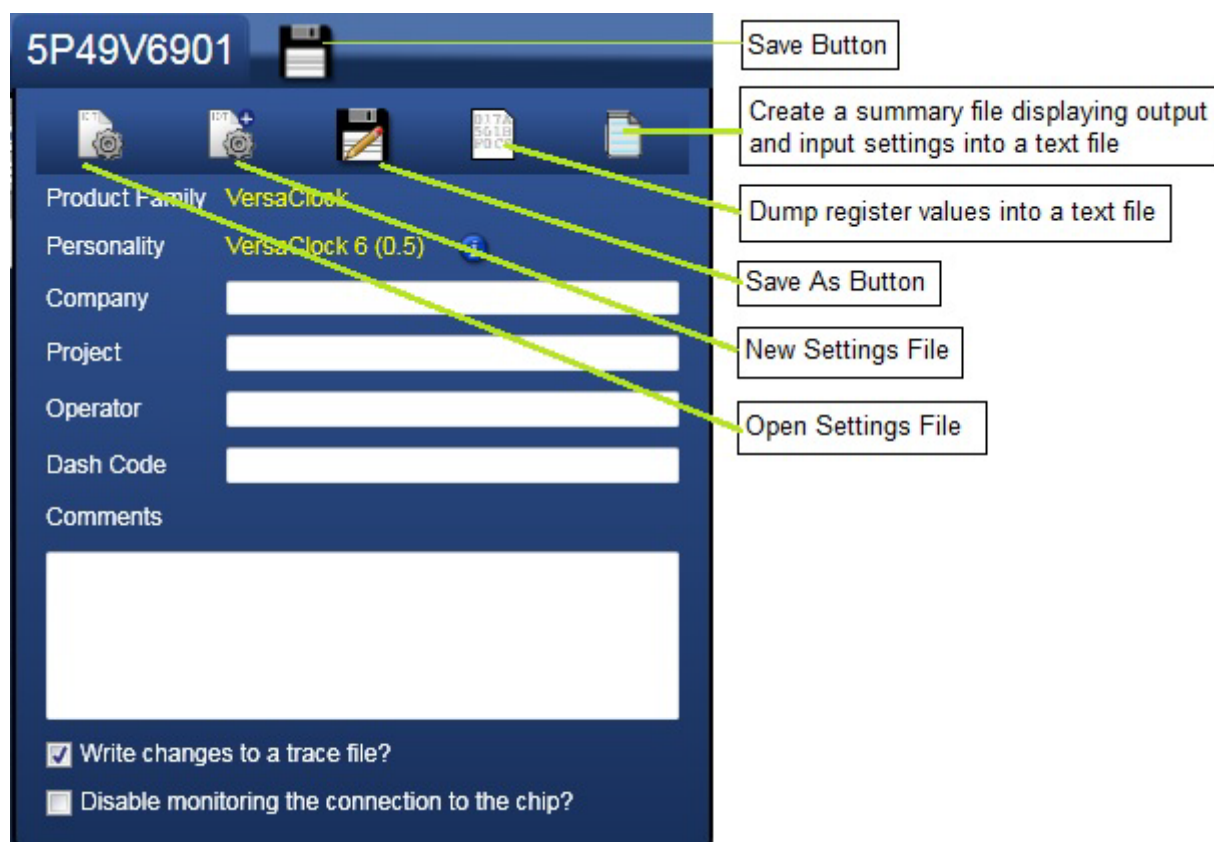 5P49V6901
Save Button
Create a summary file displaying output
and input settings into a text file
Dump register values into a text file
Save As Button
New Settings File
Open Settings File
Product Family VersaClock
Personality VersaClock 6 (0.5)
Company
Project
Operator
Dash Code
Comments
Write changes to a trace file?
Disable monitoring the connection to the chip?